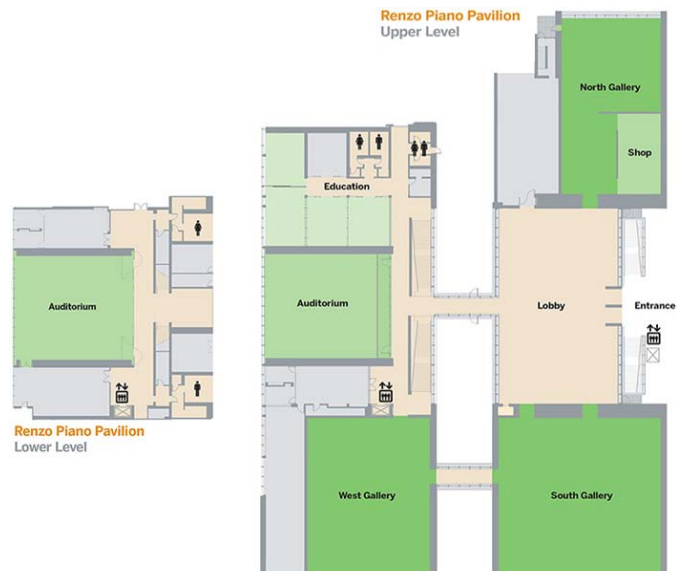 Renzo Piano Pavilion
Upper Level
North Gallery
Shop
Education
Auditorium
Auditorium
Lobby
Entrance
Renzo Piano Pavilion
Lower Level
West Gallery
South Gallery